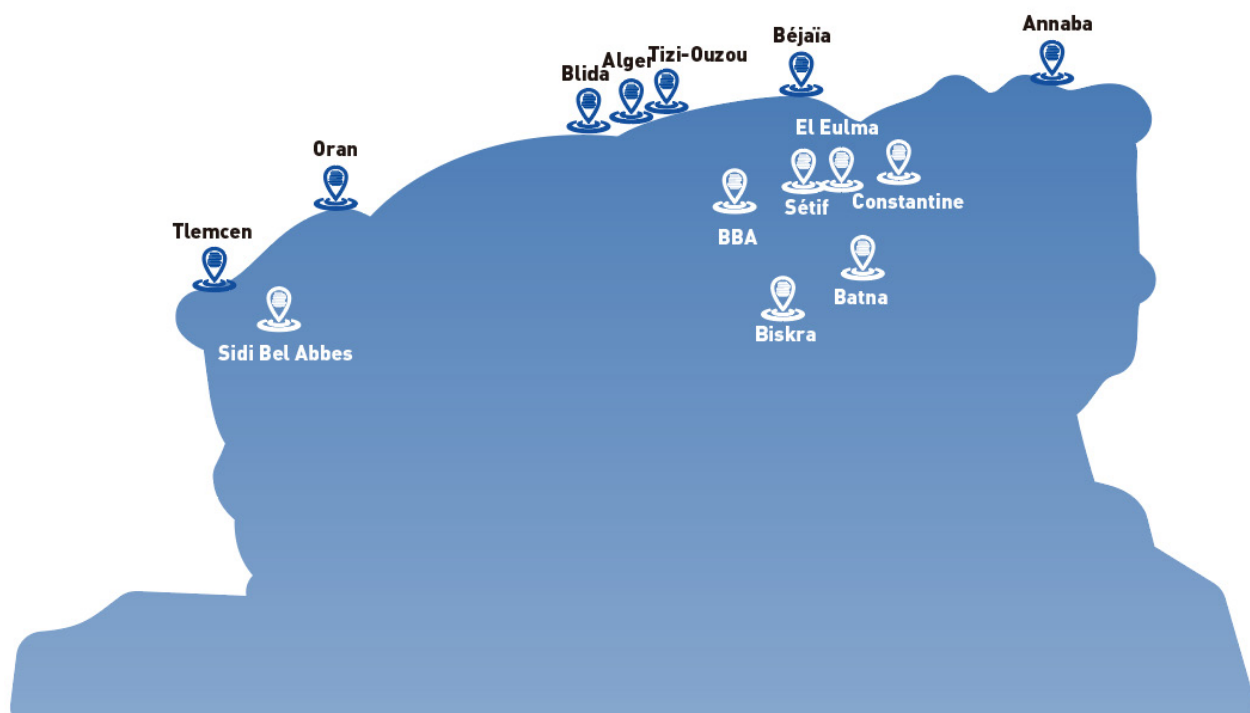 Annaba
Béjaïa
Tizi-Ouzou
Alger
Blida
El Eulma
Oran
Constantine
Sétif
Tlemcen
BBA
Batna
Biskra
Sidi Bel Abbes